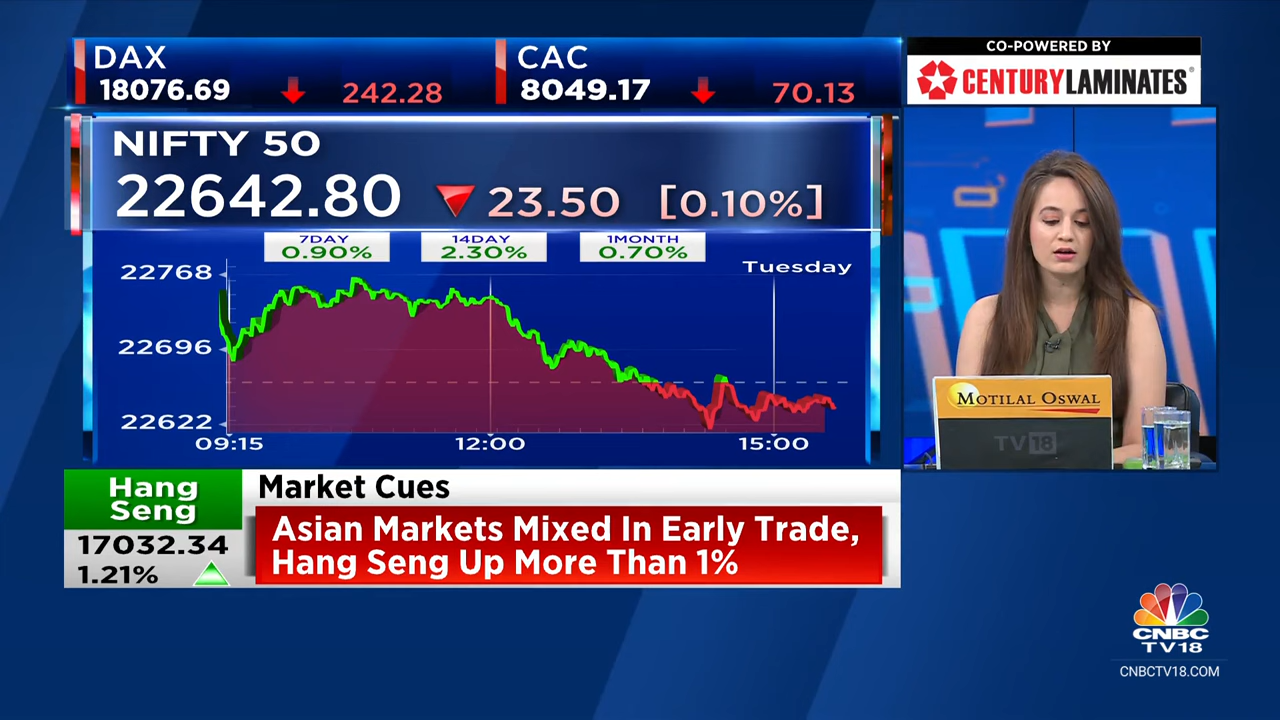 DAX
18076.69 242.28
CAC
8049.17 70.13
CO-POWERED BY
CENTURYLAMINATES®
NIFTY 50
22642.80 23.50 [0.10%]
7DAY
0.90%
14DAY
2.30%
1MONTH
0.70%
Tuesday
22768
22696
22622
09:15 12:00 15:00
MOTILAL OSWAL
TV18
Hang
Seng
17032.34
1.21%
Market Cues
Asian Markets Mixed In Early Trade,
Hang Seng Up More Than 1%
CNBC
TV18
CNBCTV18.COM